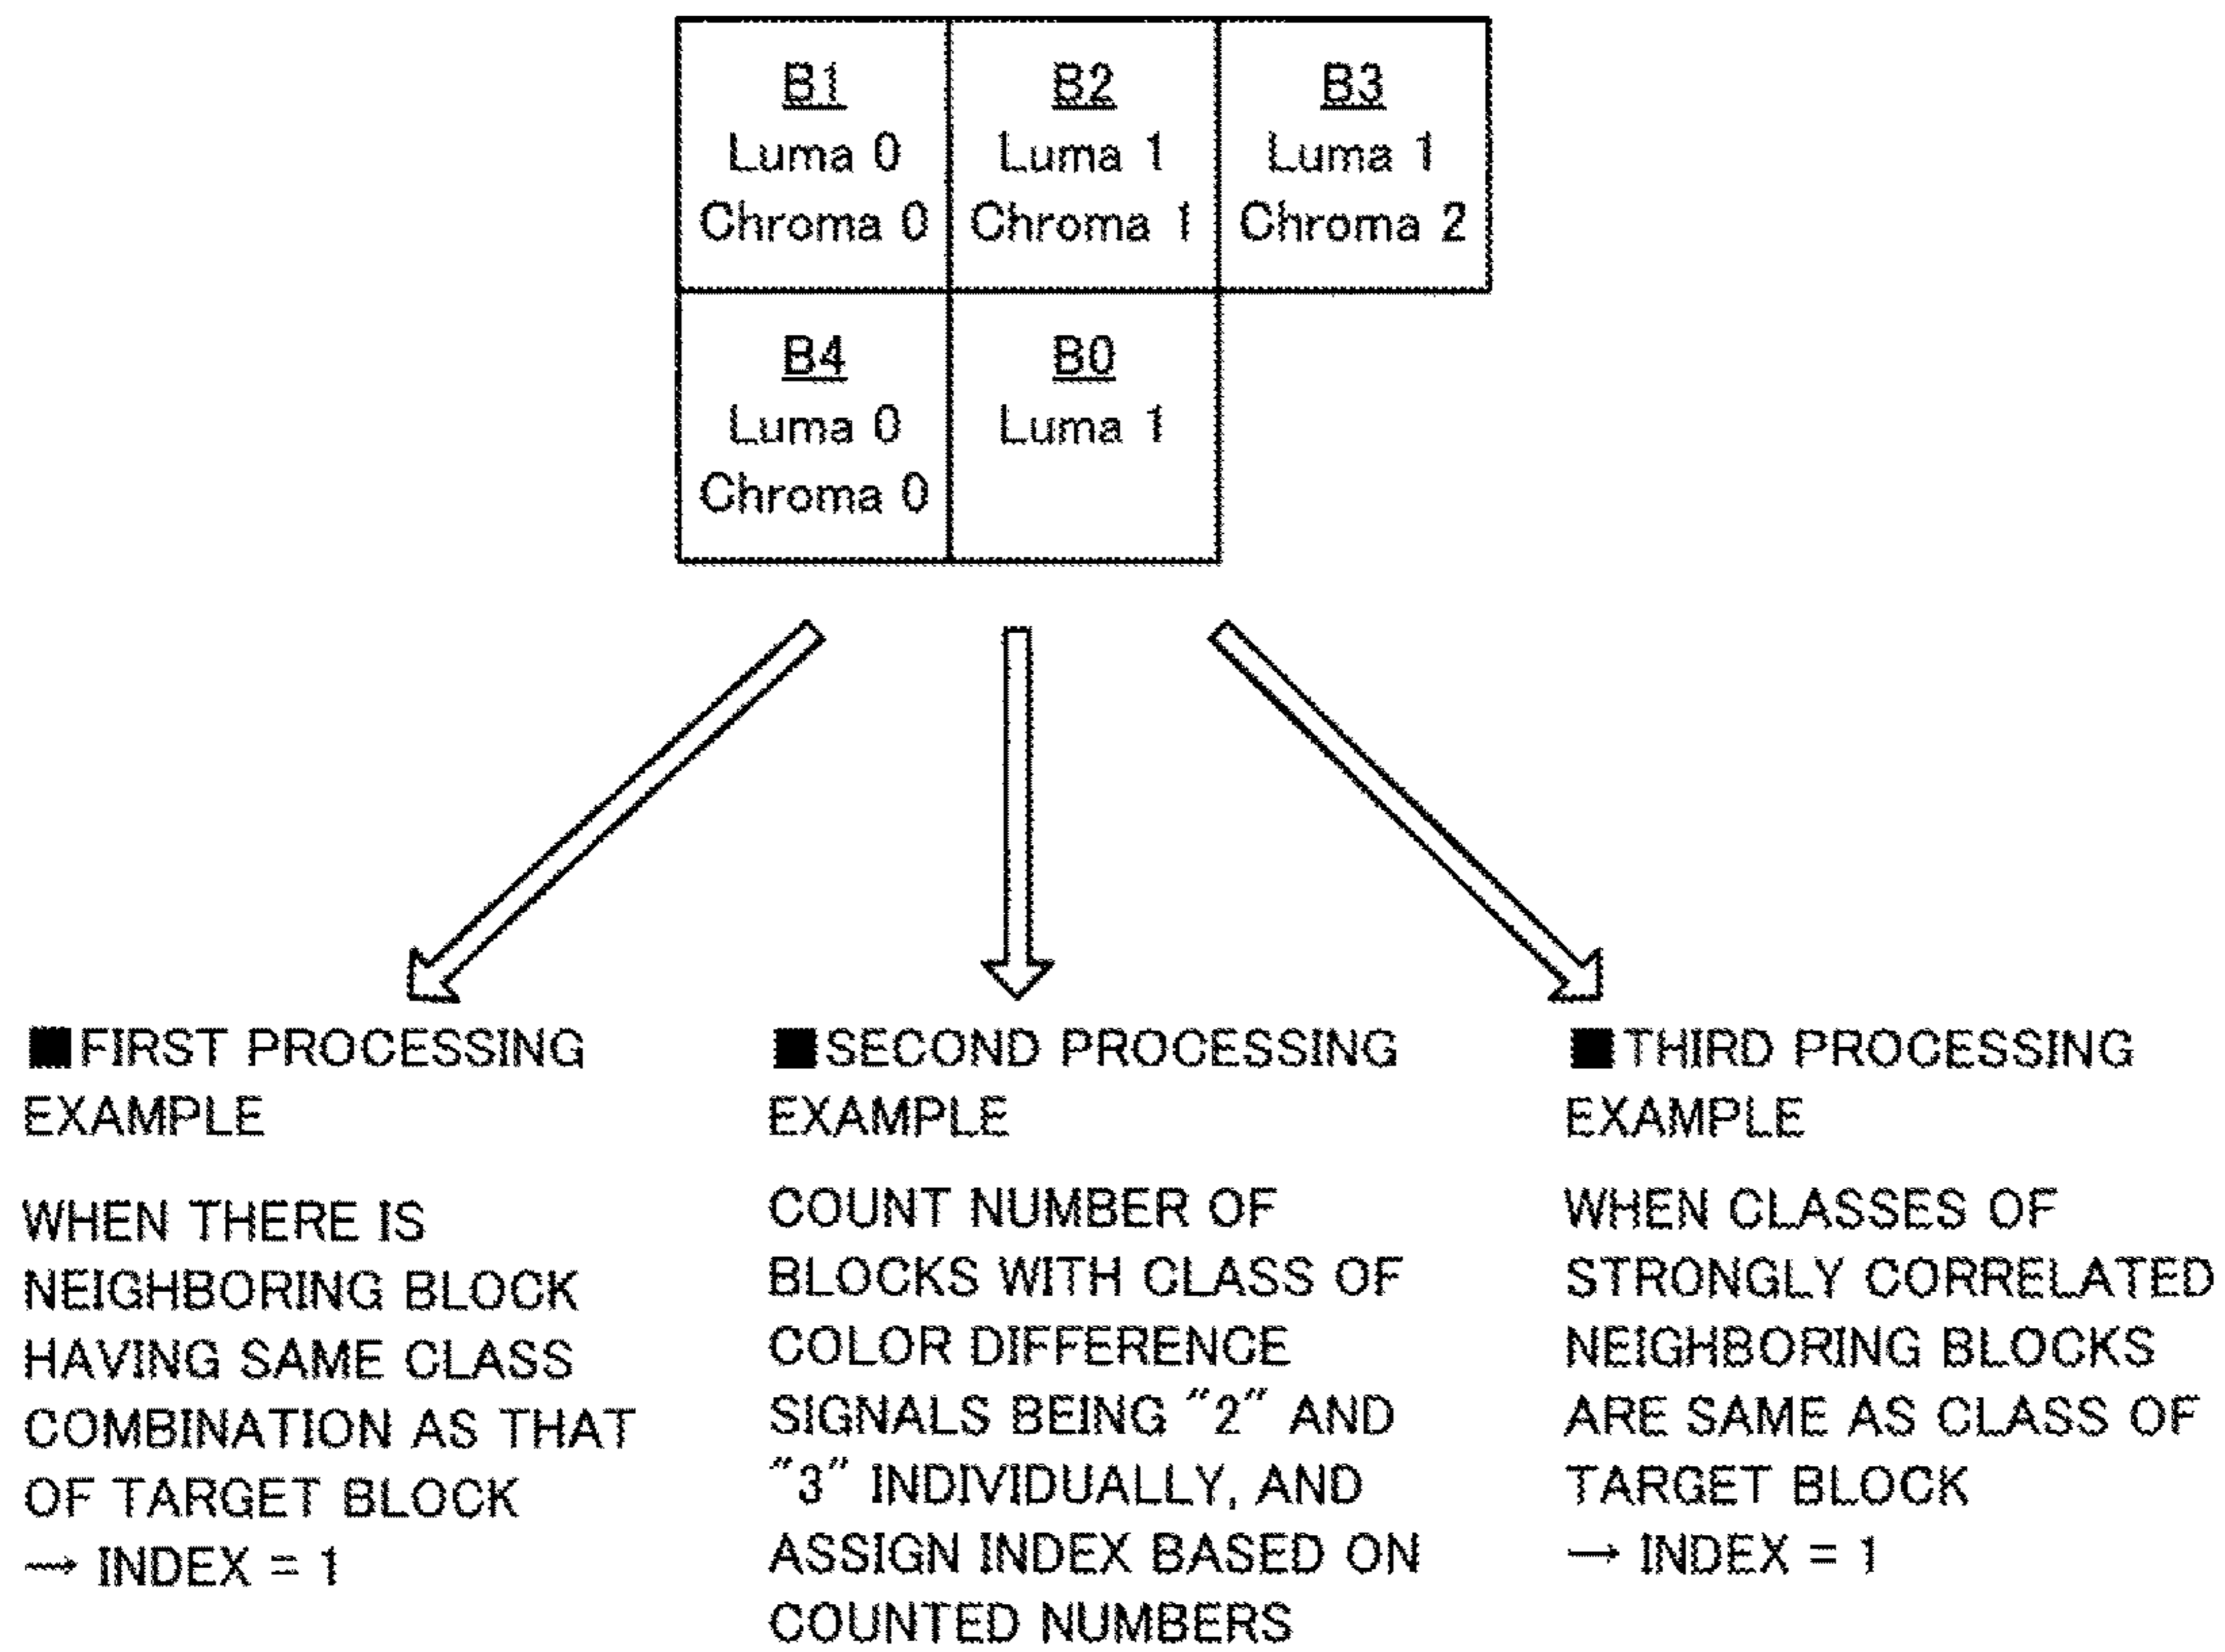 B1
Luma 0
Chroma 0
B2
Luma 1
Chroma 1
B3
Luma 1
Chroma 2
B4
Luma 0
Chroma 0
B0
Luma 1
■FIRST PROCESSING
EXAMPLE
WHEN THERE IS
NEIGHBORING BLOCK
HAVING SAME CLASS
COMBINATION AS THAT
OF TARGET BLOCK
→ INDEX = 1
■SECOND PROCESSING
EXAMPLE
COUNT NUMBER OF
BLOCKS WITH CLASS OF
COLOR DIFFERENCE
SIGNALS BEING "2" AND
"3" INDIVIDUALLY, AND
ASSIGN INDEX BASED ON
COUNTED NUMBERS
■THIRD PROCESSING
EXAMPLE
WHEN CLASSES OF
STRONGLY CORRELATED
NEIGHBORING BLOCKS
ARE SAME AS CLASS OF
TARGET BLOCK
→ INDEX = 1